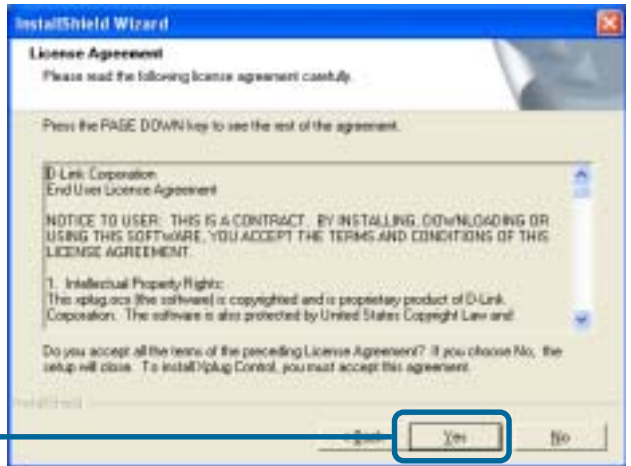 InstallShield Wizard
License Agreement
Please read the following license agreement carefully.
Press the PAGE DOWN key to see the rest of the agreement.
D-Link Corporation
End User License Agreement
NOTICE TO USER: THIS IS A CONTRACT. BY INSTALLING, DOWNLOADING OR
USING THIS SOFTWARE, YOU ACCEPT THE TERMS AND CONDITIONS OF THIS
LICENSE AGREEMENT.
1. Intellectual Property Rights:
This xplug.ocx (the software) is copyrighted and is proprietary product of D-Link
Corporation. The software is also protected by United States Copyright Law and
Do you accept all the terms of the preceding License Agreement? If you choose No, the
setup will close. To install Xplug Control, you must accept this agreement.
InstallShield
< Back Yes No